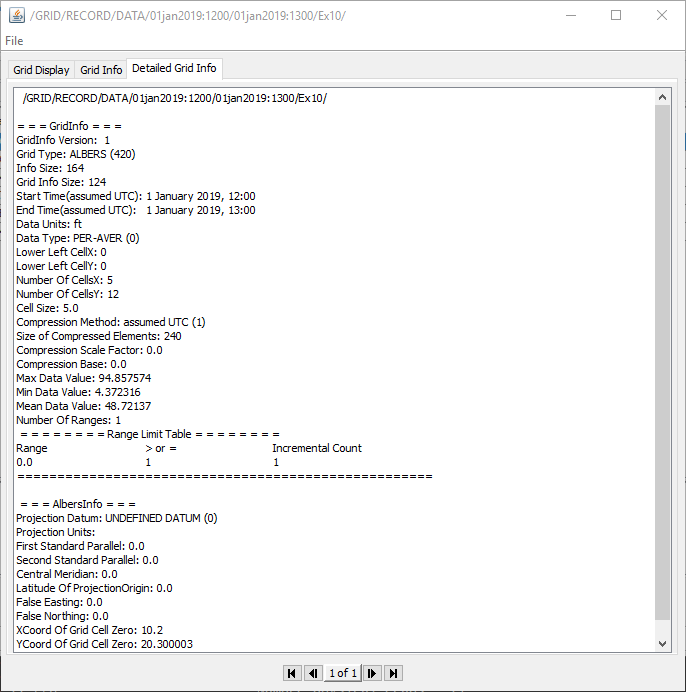 /GRID/RECORD/DATA/01jan2019:1200/01jan2019:1300/Ex10/
File
Grid Display Grid Info Detailed Grid Info
/GRID/RECORD/DATA/01jan2019:1200/01jan2019:1300/Ex10/
= = = GridInfo = = =
GridInfo Version: 1
Grid Type: ALBERS (420)
Info Size: 164
Grid Info Size: 124
Start Time(assumed UTC): 1 January 2019, 12:00
End Time(assumed UTC): 1 January 2019, 13:00
Data Units: ft
Data Type: PER-AVER (0)
Lower Left CellX: 0
Lower Left CellY: 0
Number Of CellsX: 5
Number Of CellsY: 12
Cell Size: 5.0
Compression Method: assumed UTC (1)
Size of Compressed Elements: 240
Compression Scale Factor: 0.0
Compression Base: 0.0
Max Data Value: 94.857574
Min Data Value: 4.372316
Mean Data Value: 48.72137
Number Of Ranges: 1
= = = = = = = = Range Limit Table = = = = = = = =
Range > or = Incremental Count
0.0 1 1
====================================================
= = = AlbersInfo = = =
Projection Datum: UNDEFINED DATUM (0)
Projection Units:
First Standard Parallel: 0.0
Second Standard Parallel: 0.0
Central Meridian: 0.0
Latitude Of ProjectionOrigin: 0.0
False Easting: 0.0
False Northing: 0.0
XCoord Of Grid Cell Zero: 10.2
YCoord Of Grid Cell Zero: 20.300003
1 of 1